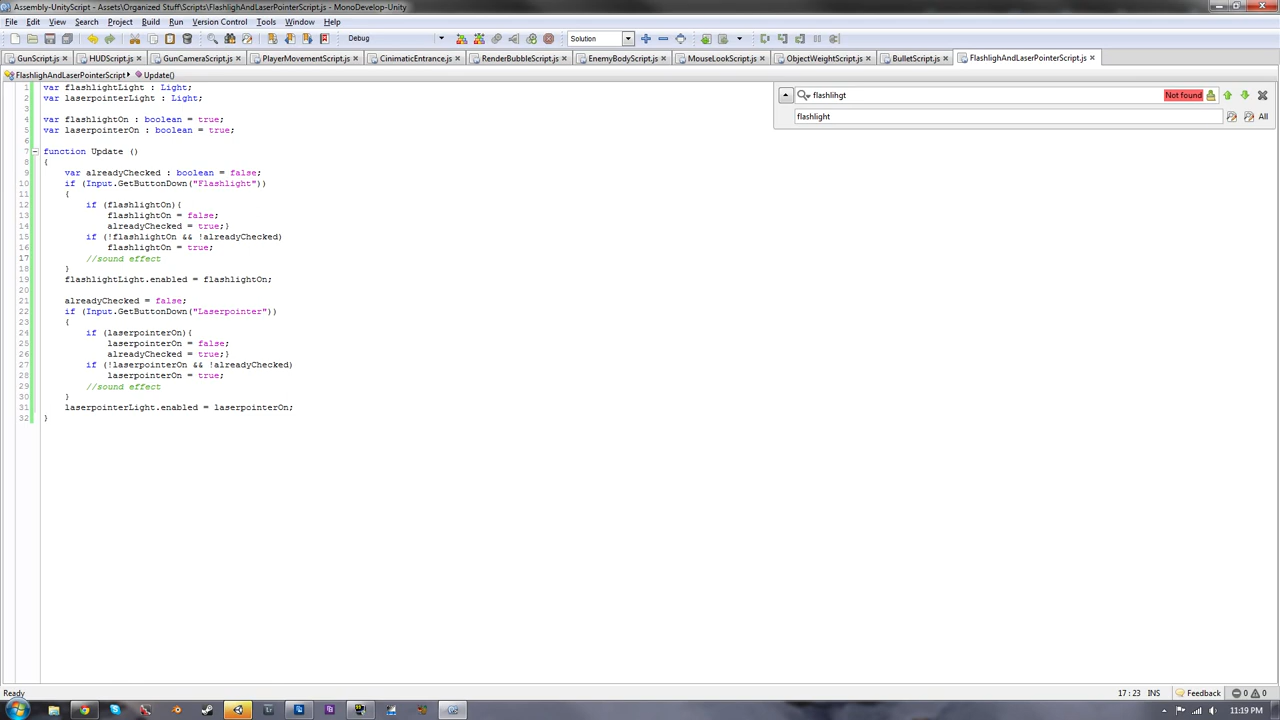 Assembly-UnityScript - Assets\Organized Stuff\Scripts\FlashlighAndLaserPointerScript.js - MonoDevelop-Unity
File Edit View Search Project Build Run Version Control Tools Window Help
Debug Solution
GunScript.js HUDScript.js GunCameraScript.js PlayerMovementScript.js CinimaticEntrance.js RenderBubbleScript.js EnemyBodyScript.js MouseLookScript.js ObjectWeightScript.js BulletScript.js FlashlighAndLaserPointerScript.js
FlashlighAndLaserPointerScript Update()
flashlihgt Not found
flashlight All
1 var flashlightLight : Light;
2 var laserpointerLight : Light;
3
4 var flashlightOn : boolean = true;
5 var laserpointerOn : boolean = true;
6
7 function Update ()
8 {
9 var alreadyChecked : boolean = false;
10 if (Input.GetButtonDown("Flashlight"))
11 {
12 if (flashlightOn){
13 flashlightOn = false;
14 alreadyChecked = true;}
15 if (!flashlightOn && !alreadyChecked)
16 flashlightOn = true;
17 //sound effect
18 }
19 flashlightLight.enabled = flashlightOn;
20
21 alreadyChecked = false;
22 if (Input.GetButtonDown("Laserpointer"))
23 {
24 if (laserpointerOn){
25 laserpointerOn = false;
26 alreadyChecked = true;}
27 if (!laserpointerOn && !alreadyChecked)
28 laserpointerOn = true;
29 //sound effect
30 }
31 laserpointerLight.enabled = laserpointerOn;
32 }
Ready 17 : 23 INS Feedback 0 0
11:19 PM